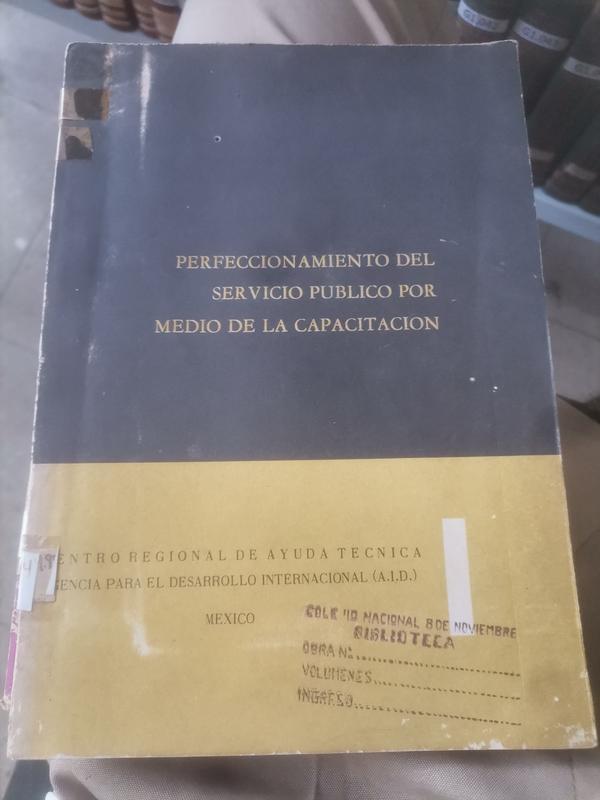 PERFECCIONAMIENTO DEL
SERVICIO PUBLICO POR
MEDIO DE LA CAPACITACION
ENTRO REGIONAL DE AYUDA TECNICA
GENCIA PARA EL DESARROLLO INTERNACIONAL (A.I.D.)
MEXICO
NACIONAL 8 DE NOVIEMBRE
BIBLIOTECA
OBRA Nº
VOLUMENES
INGRESO